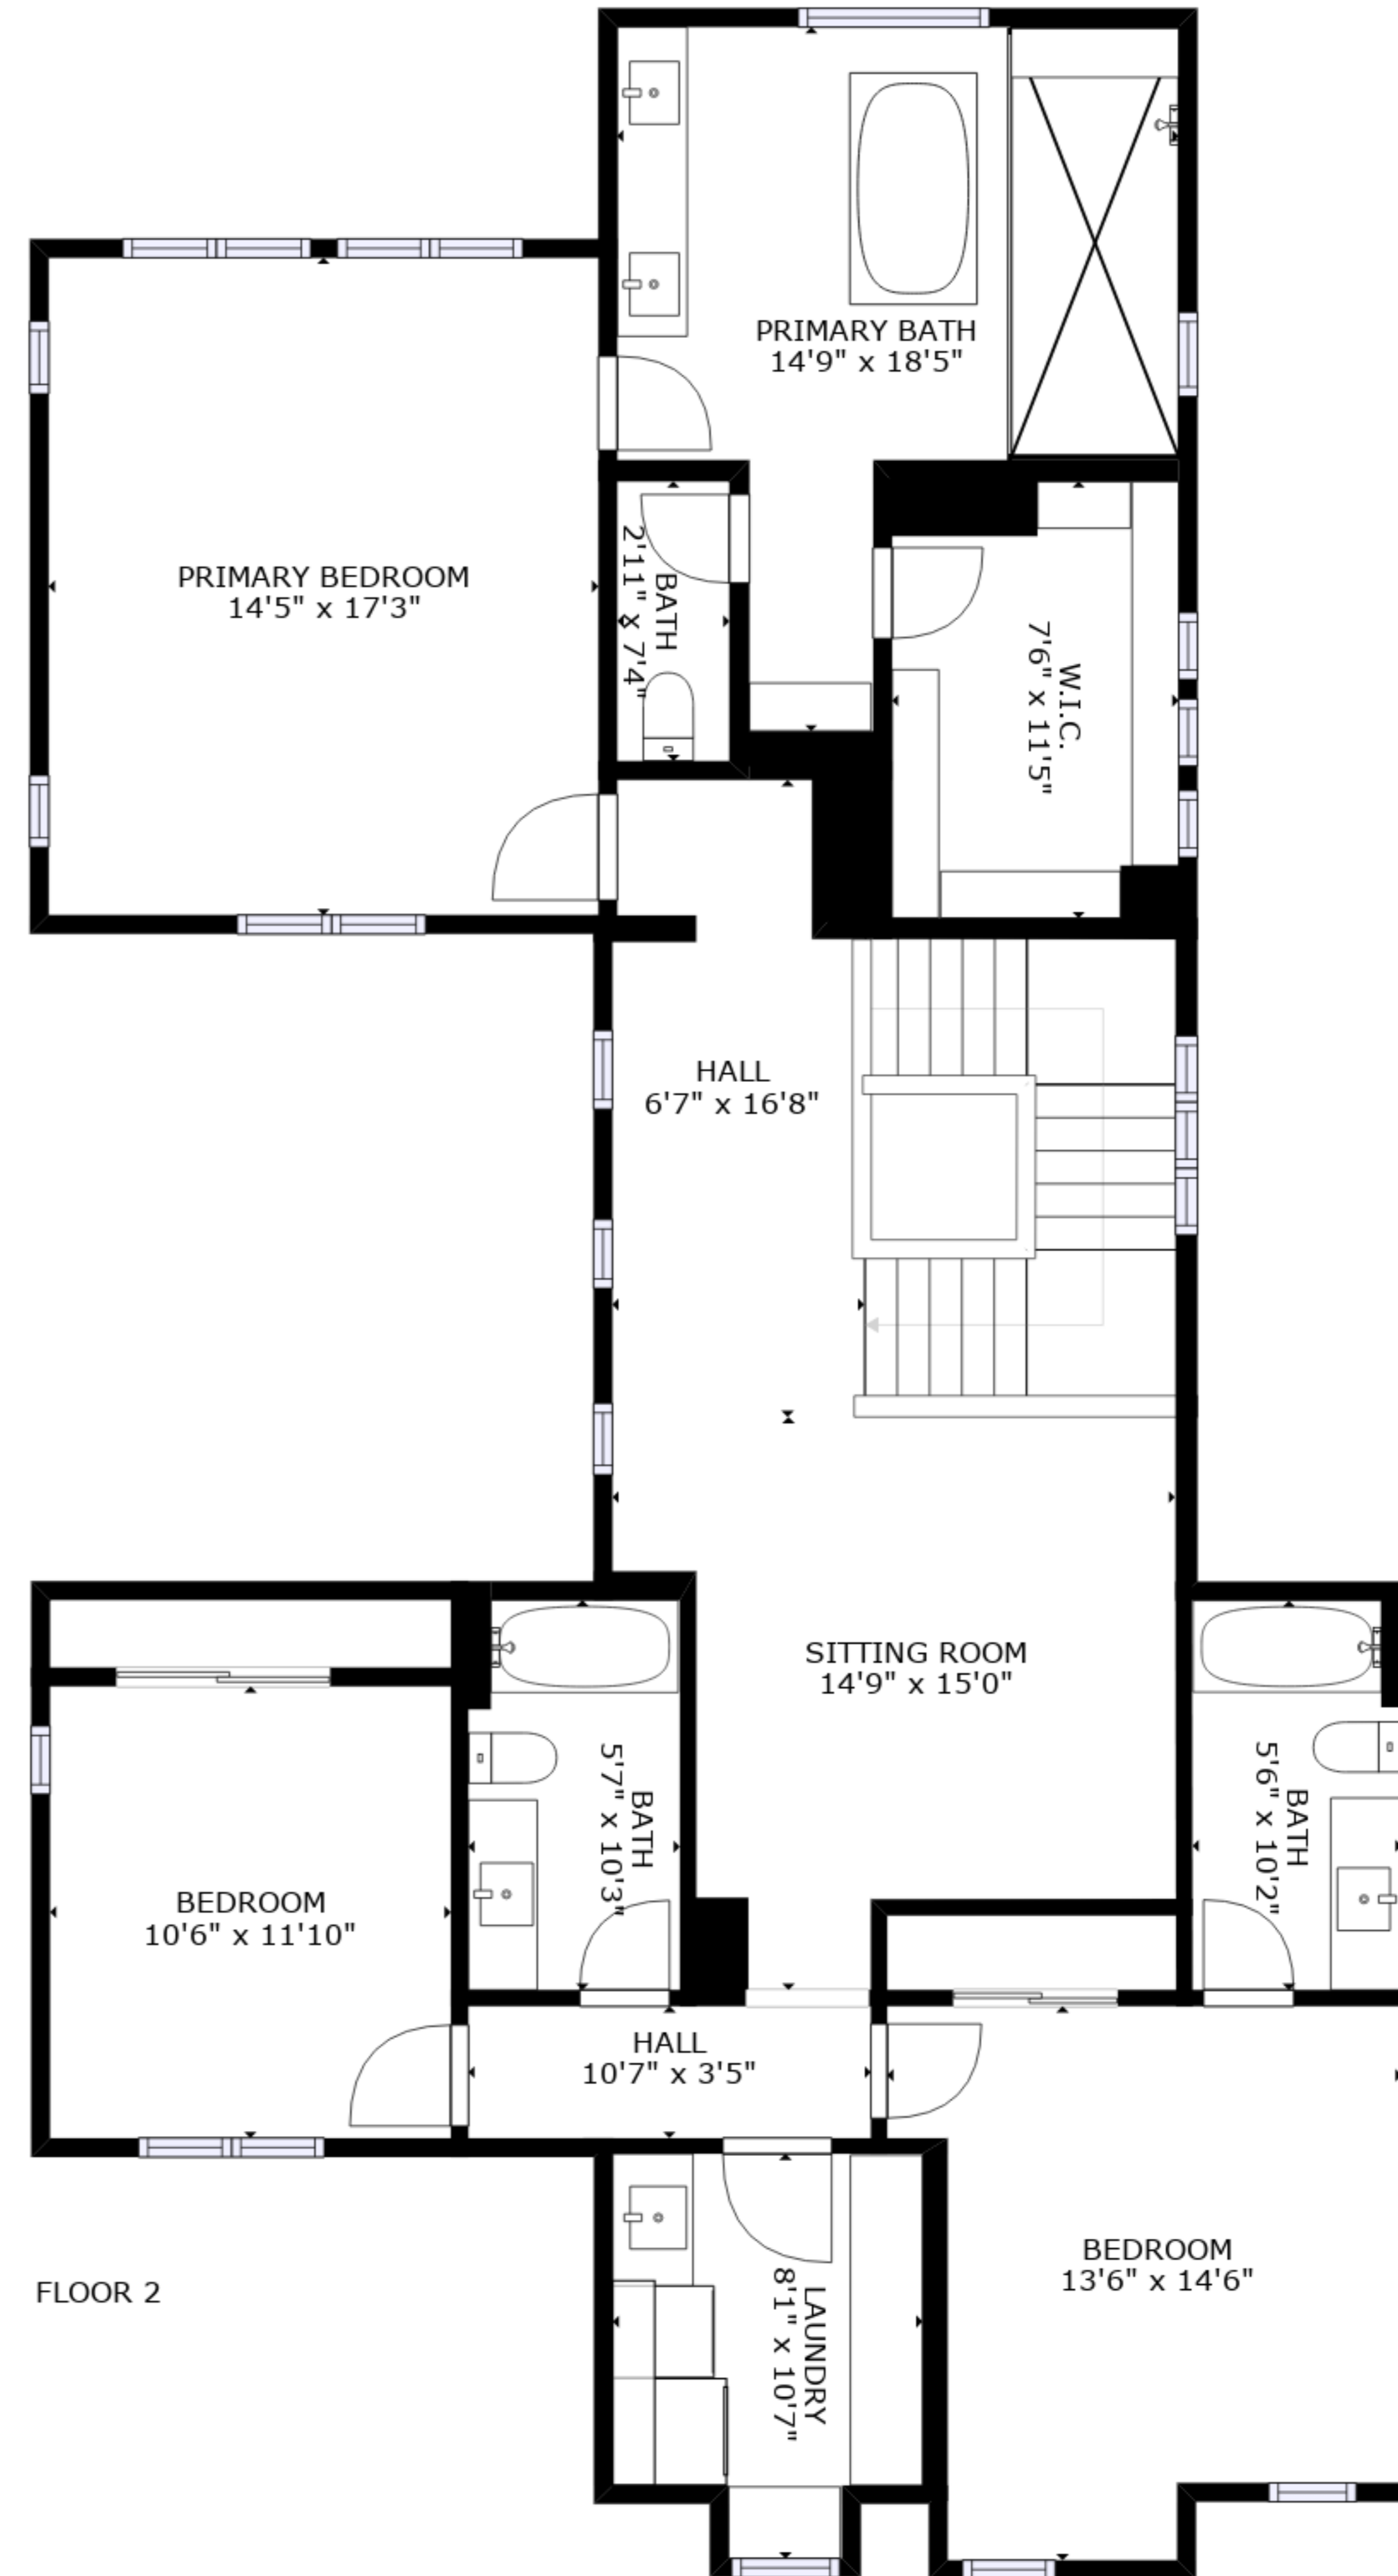 PRIMARY BATH
14'9" x 18'5"
PRIMARY BEDROOM
14'5" x 17'3"
BATH
2'11" x 7'4"
W.I.C.
7'6" x 11'5"
HALL
6'7" x 16'8"
SITTING ROOM
14'9" x 15'0"
BATH
5'7" x 10'3"
BATH
5'6" x 10'2"
BEDROOM
10'6" x 11'10"
HALL
10'7" x 3'5"
BEDROOM
13'6" x 14'6"
LAUNDRY
8'1" x 10'7"
FLOOR 2